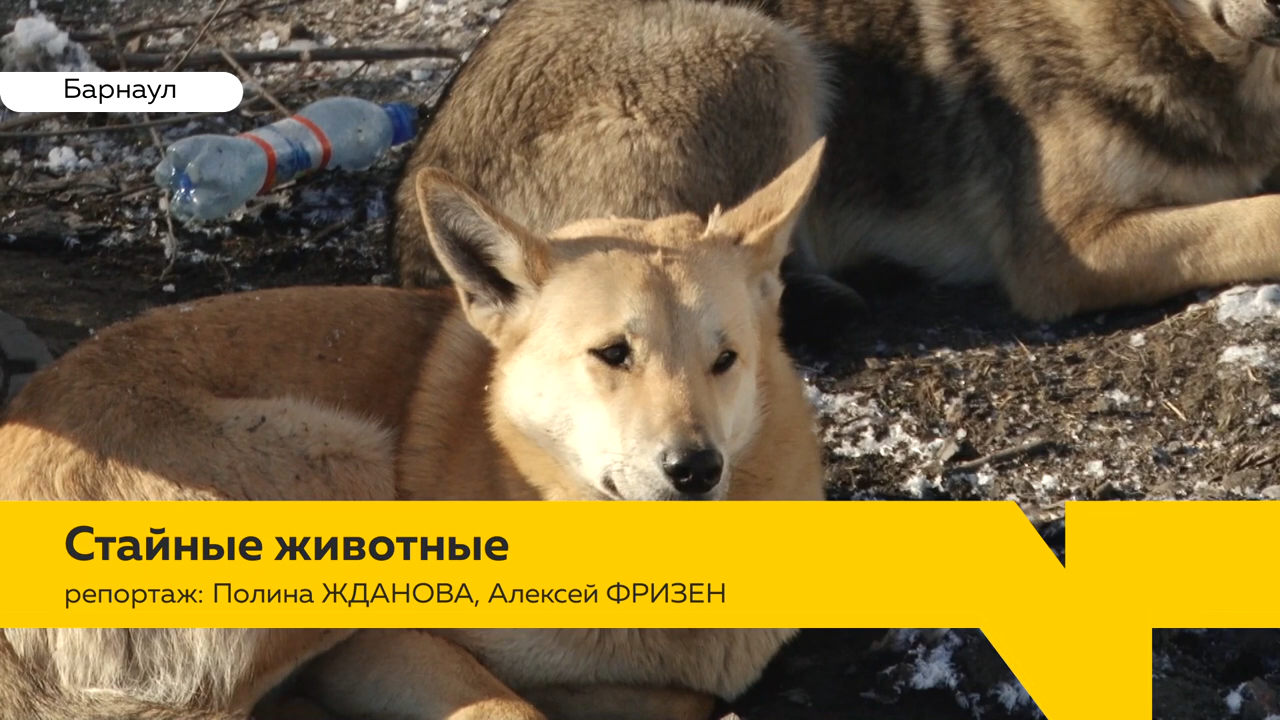 Барнаул
Стайные животные
репортаж: Полина ЖДАНОВА, Алексей ФРИЗЕН